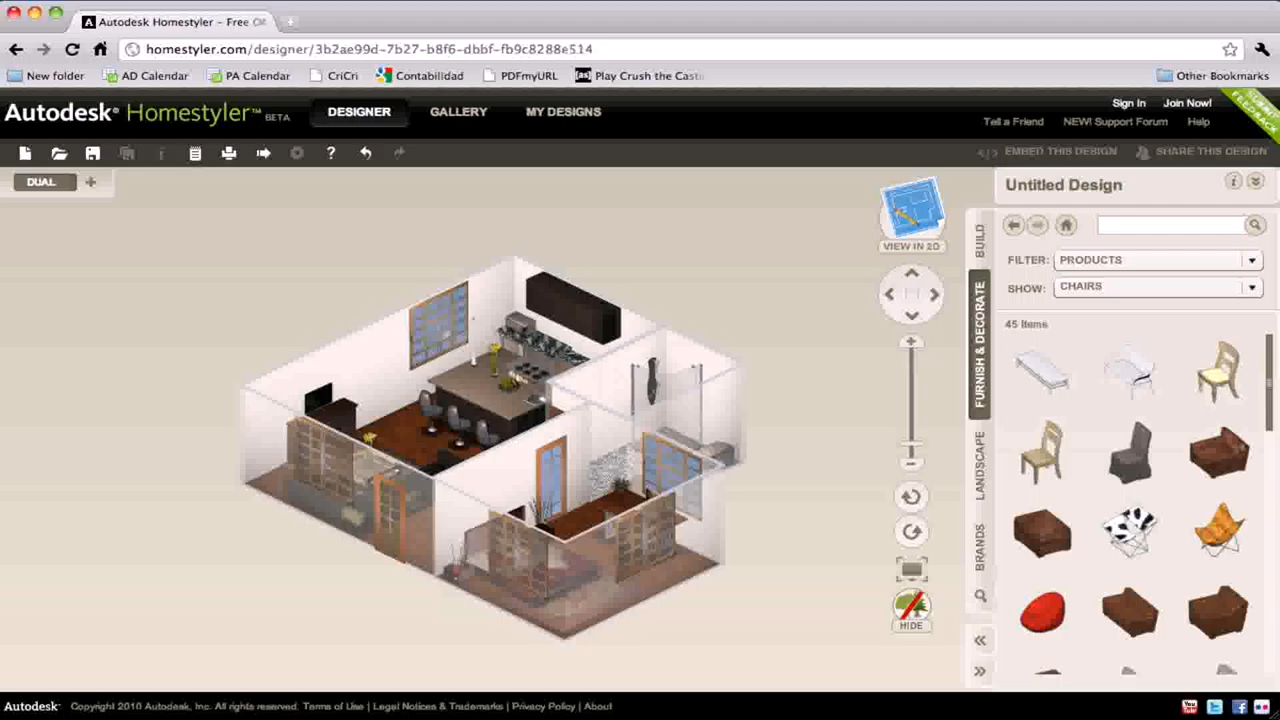 Autodesk Homestyler – Free
homestyler.com/designer/3b2ae99d-7b27-b8f6-dbbf-fb9c8288e514
New folder AD Calendar PA Calendar CriCri Contabilidad PDFmyURL Play Crush the Cast Other Bookmarks
Autodesk® Homestyler™ BETA DESIGNER GALLERY MY DESIGNS
Sign In Join Now!
Tell a Friend NEW! Support Forum Help
FEEDBACK
EMBED THIS DESIGN SHARE THIS DESIGN
DUAL
Untitled Design
VIEW IN 2D
BUILD
FURNISH & DECORATE
LANDSCAPE
BRANDS
FILTER: PRODUCTS
SHOW: CHAIRS
45 Items
HIDE
Autodesk® Copyright 2010 Autodesk, Inc. All rights reserved. Terms of Use | Legal Notices & Trademarks | Privacy Policy | About
You Tube